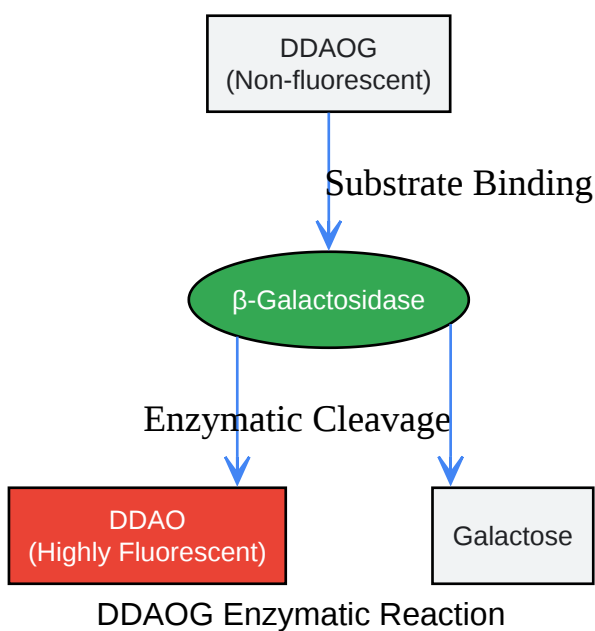 DDAOG
(Non-fluorescent)
Substrate Binding
β-Galactosidase
Enzymatic Cleavage
DDAO
(Highly Fluorescent)
Galactose
DDAOG Enzymatic Reaction